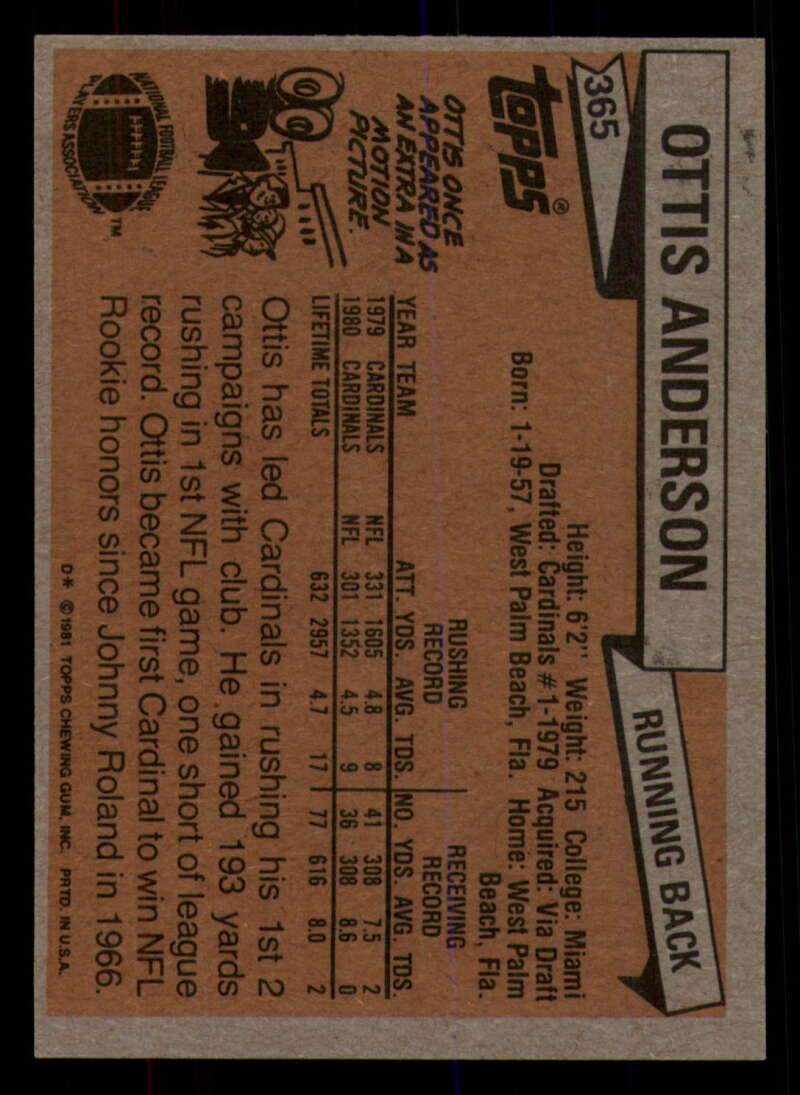 365
OTTIS ANDERSON
RUNNING BACK
TOPPS®
Height: 6'2" Weight: 215 College: Miami
Drafted: Cardinals #1-1979 Acquired: Via Draft
Born: 1-19-57, West Palm Beach, Fla. Home: West Palm
Beach, Fla.
OTTIS ONCE
APPEARED AS
AN EXTRA IN A
MOTION
PICTURE.
RUSHING RECEIVING
RECORD RECORD
YEAR TEAM ATT. YDS. AVG. TDS. NO. YDS. AVG. TDS.
1979 CARDINALS NFL 331 1605 4.8 8 41 308 7.5 2
1980 CARDINALS NFL 301 1352 4.5 9 36 308 8.6 0
LIFETIME TOTALS 632 2957 4.7 17 77 616 8.0 2
Ottis has led Cardinals in rushing his 1st 2
campaigns with club. He gained 193 yards
rushing in 1st NFL game, one short of league
record. Ottis became first Cardinal to win NFL
Rookie honors since Johnny Roland in 1966.
NATIONAL FOOTBALL LEAGUE
PLAYERS ASSOCIATION
TM
D* ©1981 TOPPS CHEWING GUM, INC. PRTD. IN U.S.A.